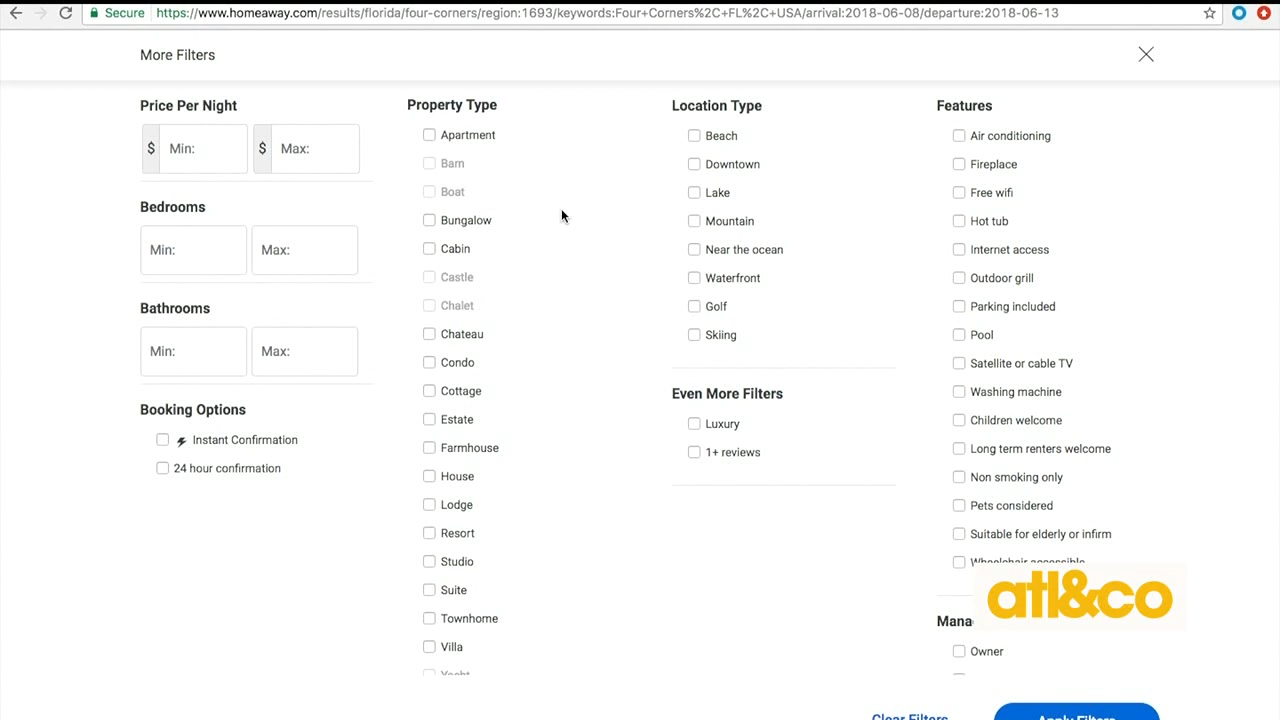 Secure https://www.homeaway.com/results/florida/four-corners/region:1693/keywords:Four+Corners%2C+FL%2C+USA/arrival:2018-06-08/departure:2018-06-13
More Filters
Price Per Night
$ Min: $ Max:
Bedrooms
Min: Max:
Bathrooms
Min: Max:
Booking Options
Instant Confirmation
24 hour confirmation
Property Type
Apartment
Barn
Boat
Bungalow
Cabin
Castle
Chalet
Chateau
Condo
Cottage
Estate
Farmhouse
House
Lodge
Resort
Studio
Suite
Townhome
Villa
Yacht
Location Type
Beach
Downtown
Lake
Mountain
Near the ocean
Waterfront
Golf
Skiing
Even More Filters
Luxury
1+ reviews
Features
Air conditioning
Fireplace
Free wifi
Hot tub
Internet access
Outdoor grill
Parking included
Pool
Satellite or cable TV
Washing machine
Children welcome
Long term renters welcome
Non smoking only
Pets considered
Suitable for elderly or infirm
Wheelchair accessible
atl&co
Mana
Owner
Clear Filters
Apply Filters